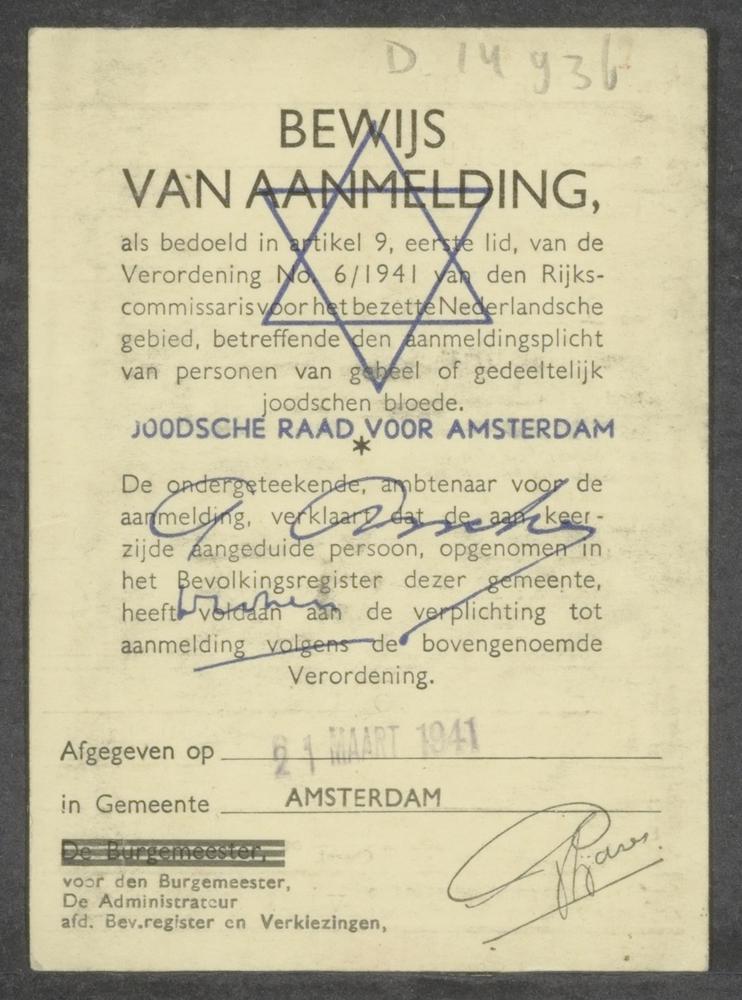 D 14936
BEWIJS
VAN AANMELDING,
als bedoeld in artikel 9, eerste lid, van de
Verordening No. 6/1941 van den Rijks-
commissaris voor het bezette Nederlandsche
gebied, betreffende den aanmeldingsplicht
van personen van geheel of gedeeltelijk
joodschen bloede.
JOODSCHE RAAD VOOR AMSTERDAM
*
De ondergeteekende, ambtenaar voor de
aanmelding, verklaart dat de aan keer-
zijde aangeduide persoon, opgenomen in
het Bevolkingsregister dezer gemeente,
heeft voldaan aan de verplichting tot
aanmelding volgens de bovengenoemde
Verordening.
Afgegeven op 21 MAART 1941
in Gemeente AMSTERDAM
De Burgemeester,
voor den Burgemeester,
De Administrateur
afd. Bev.register en Verkiezingen,